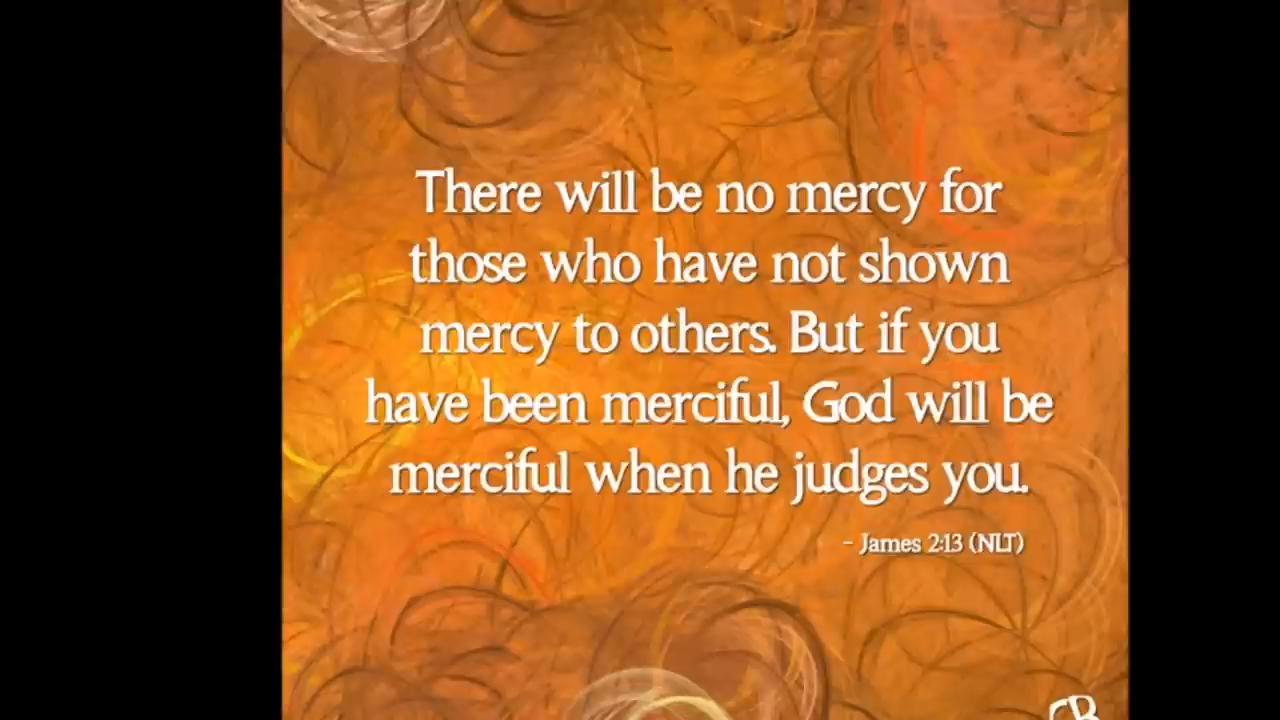 There will be no mercy for
those who have not shown
mercy to others. But if you
have been merciful, God will be
merciful when he judges you.
- James 2:13 (NLT)